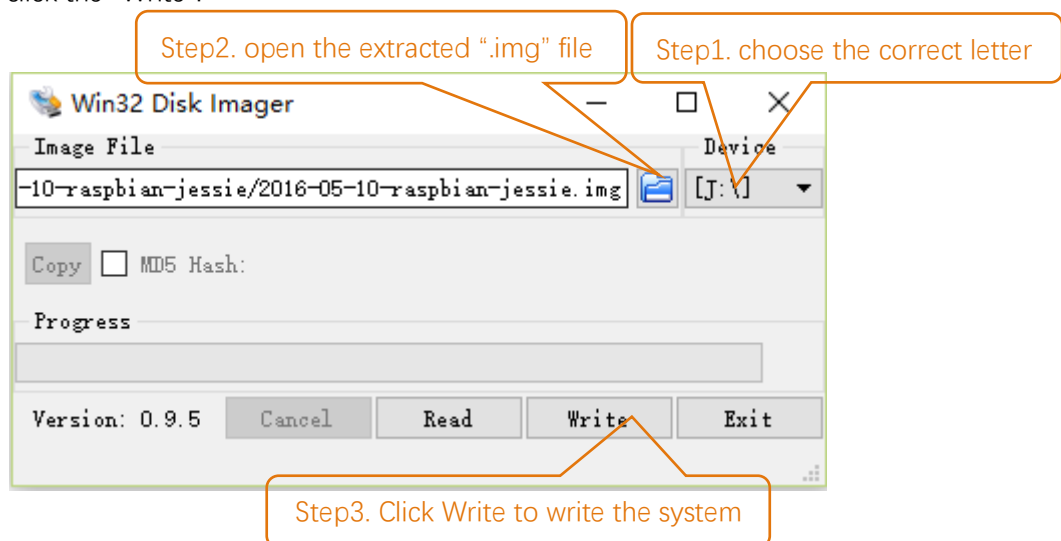 click the "Write".
Step2. open the extracted “.img” file
Step1. choose the correct letter
Win32 Disk Imager
Image File
Device
-10-raspbian-jessie/2016-05-10-raspbian-jessie.img
[J:\]
Copy
MD5 Hash:
Progress
Version: 0.9.5
Cancel
Read
Write
Exit
Step3. Click Write to write the system